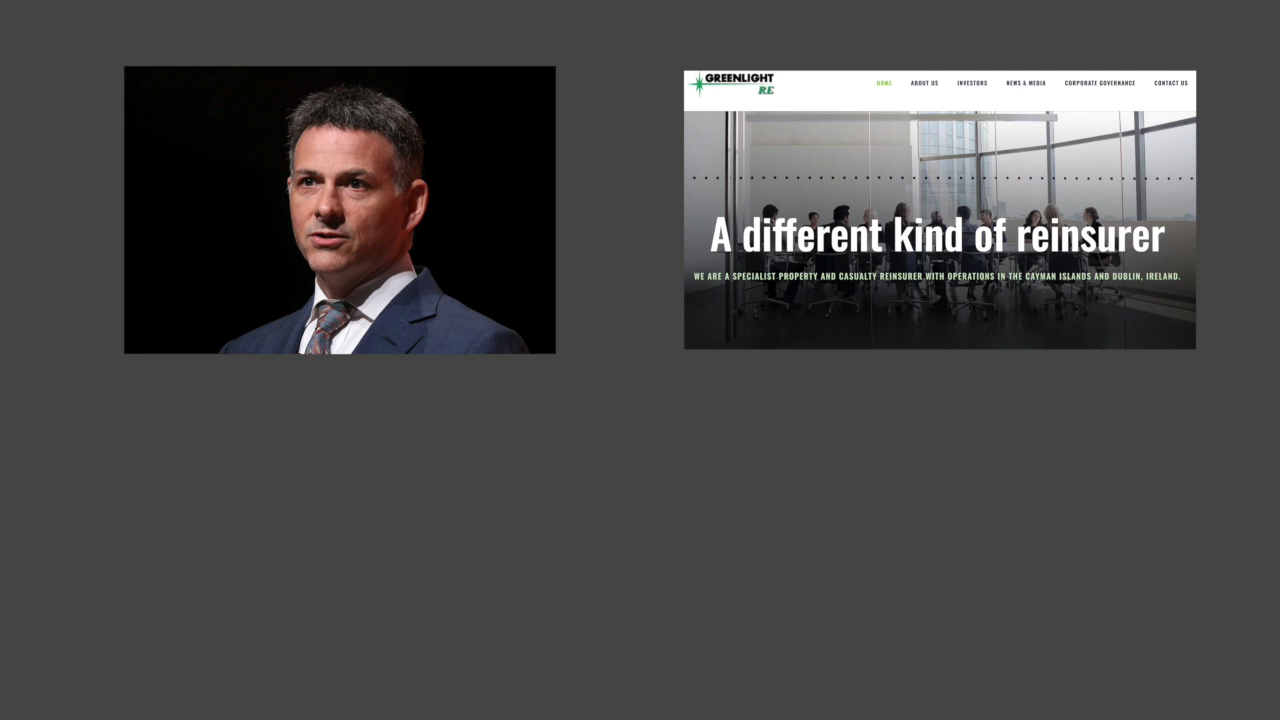 GREENLIGHT
RE
HOME ABOUT US INVESTORS NEWS & MEDIA CORPORATE GOVERNANCE CONTACT US
A different kind of reinsurer
WE ARE A SPECIALIST PROPERTY AND CASUALTY REINSURER WITH OPERATIONS IN THE CAYMAN ISLANDS AND DUBLIN, IRELAND.